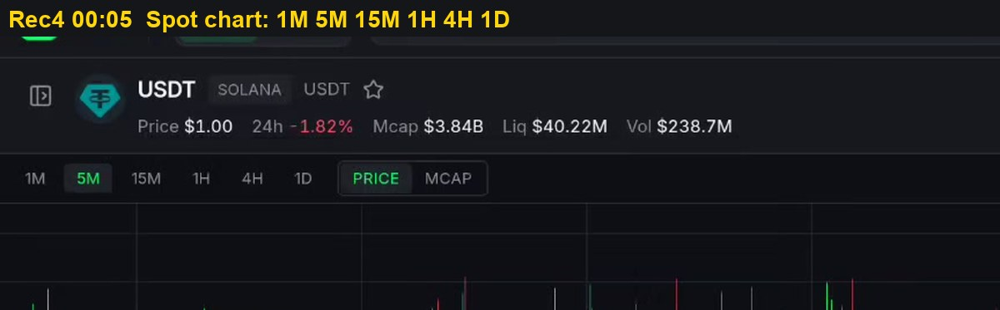 Rec4 00:05 Spot chart: 1M 5M 15M 1H 4H 1D
USDT SOLANA USDT
Price $1.00 24h -1.82% Mcap $3.84B Liq $40.22M Vol $238.7M
1M 5M 15M 1H 4H 1D PRICE MCAP